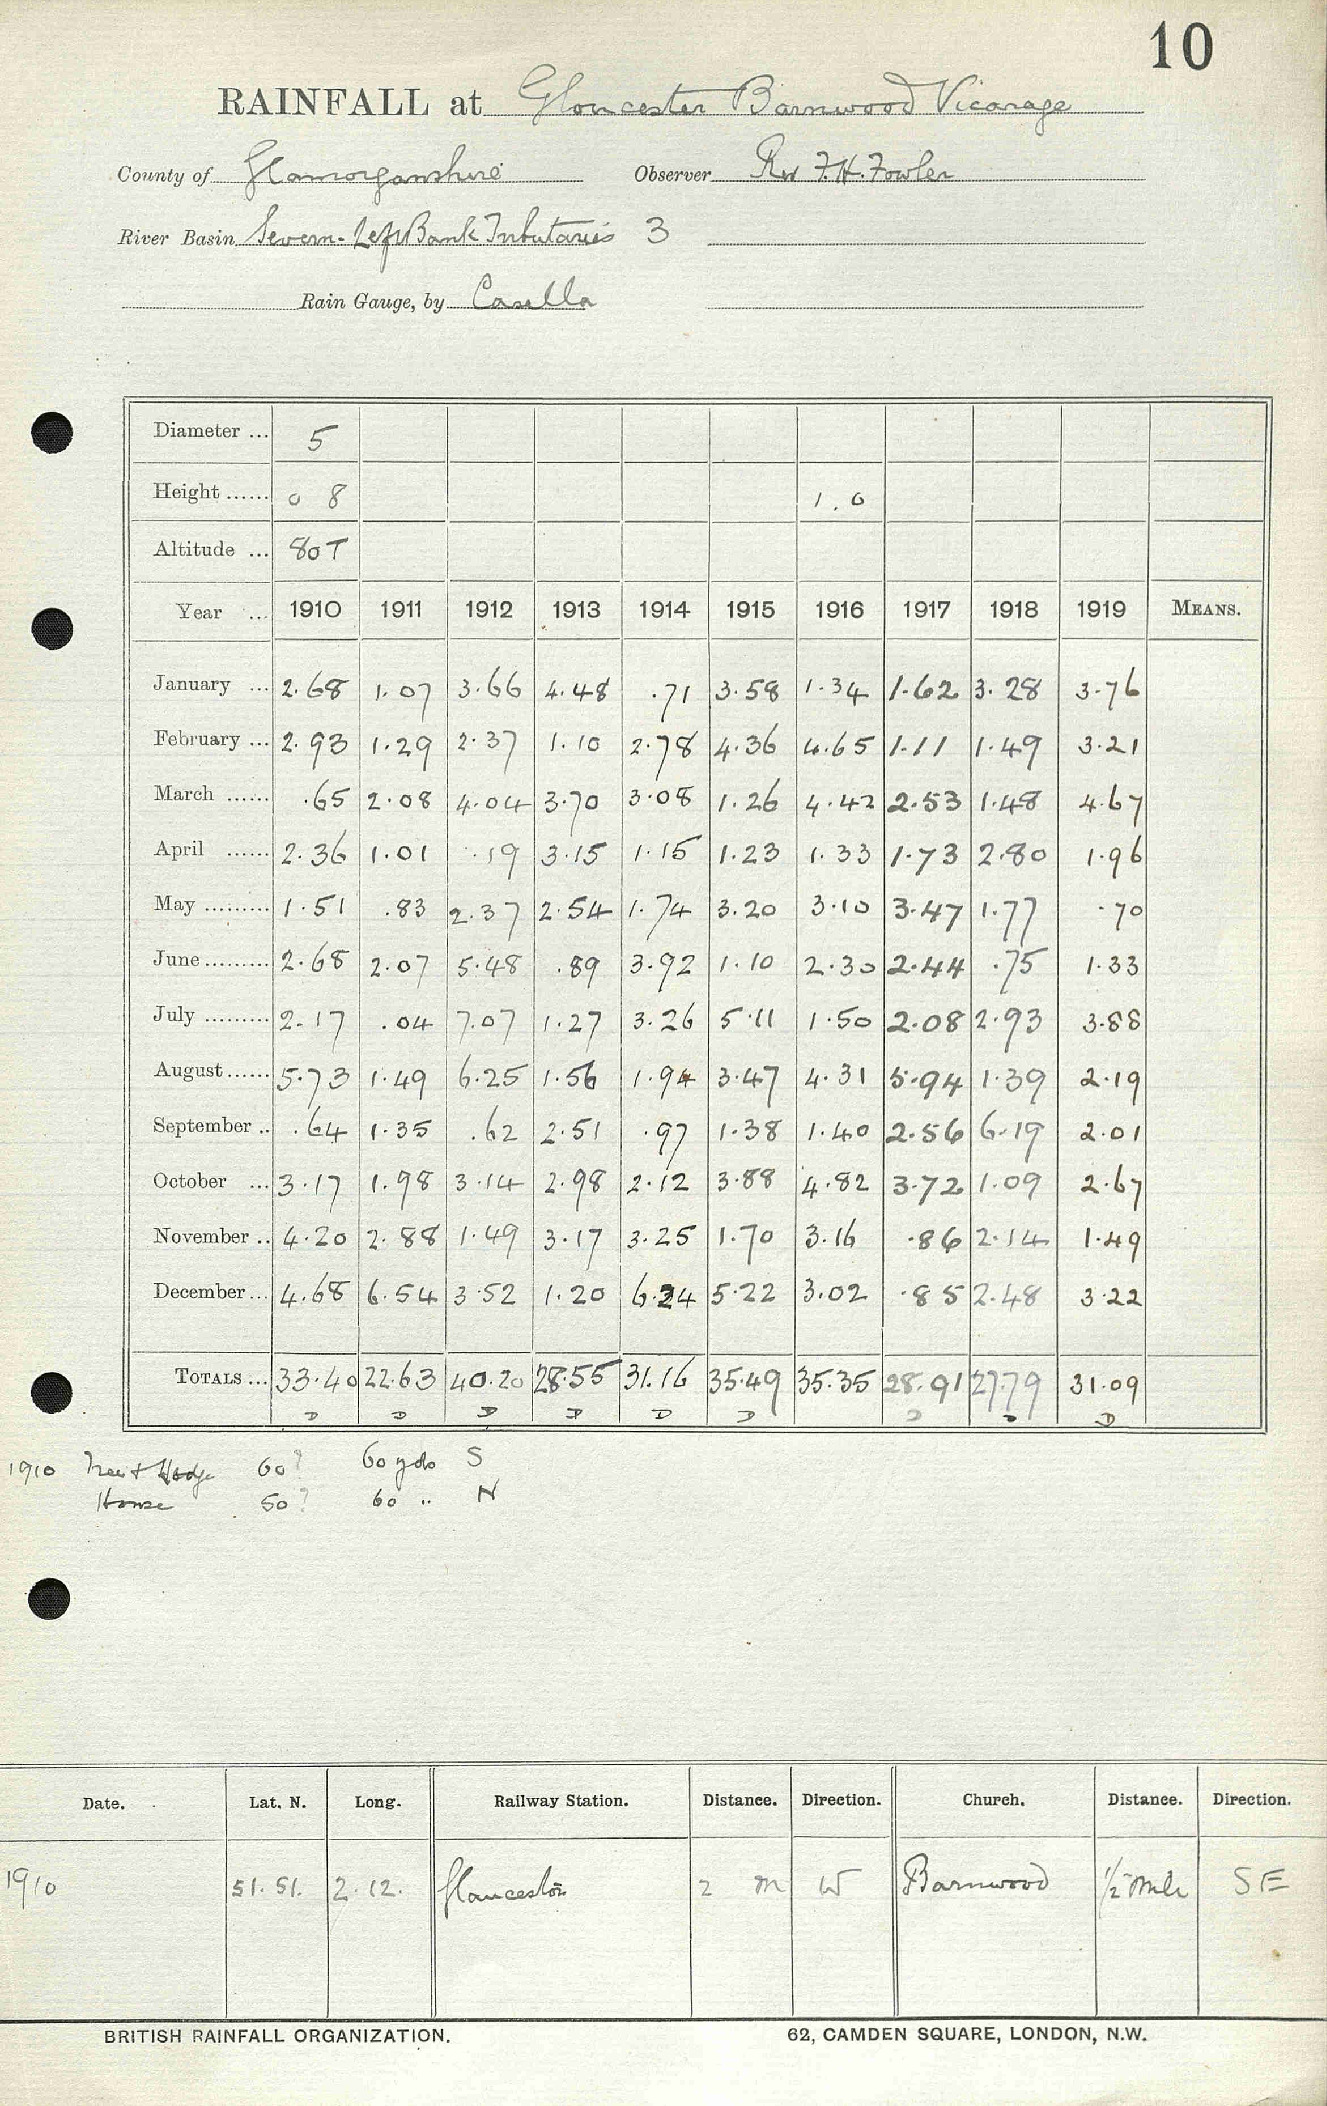 10
RAINFALL at Gloucester Barnwood Vicarage
County of Glamorganshire Observer Rev F.H. Fowler
River Basin Severn-Left Bank Tributaries 3
Rain Gauge, by Casella
Diameter ... 5
Height ...... 0 8 1.0
Altitude ... 80T
Year ... 1910 1911 1912 1913 1914 1915 1916 1917 1918 1919 MEANS.
January ... 2.68 1.07 3.66 4.48 .71 3.58 1.34 1.62 3.28 3.76
February ... 2.93 1.29 2.37 1.10 2.78 4.36 4.65 1.11 1.49 3.21
March ...... .65 2.08 4.04 3.70 3.08 1.26 4.42 2.53 1.48 4.67
April ...... 2.36 1.01 .19 3.15 1.15 1.23 1.33 1.73 2.80 1.96
May ......... 1.51 .83 2.37 2.54 1.74 3.20 3.10 3.47 1.77 .70
June ......... 2.68 2.07 5.48 .89 3.92 1.10 2.30 2.44 .75 1.33
July ......... 2.17 .04 7.07 1.27 3.26 5.11 1.50 2.08 2.93 3.88
August ...... 5.73 1.49 6.25 1.56 1.94 3.47 4.31 5.94 1.39 2.19
September .. .64 1.35 .62 2.51 .97 1.38 1.40 2.56 6.19 2.01
October ... 3.17 1.98 3.14 2.98 2.12 3.88 4.82 3.72 1.09 2.67
November .. 4.20 2.88 1.49 3.17 3.25 1.70 3.16 .86 2.14 1.49
December ... 4.68 6.54 3.52 1.20 6.24 5.22 3.02 .85 2.48 3.22
TOTALS ... 33.40 22.63 40.20 28.55 31.16 35.49 35.35 28.91 27.79 31.09
D D D D D D D D D
1910 Tree & Hedge 60? 60 yds S
House 50? 60 " N
Date. Lat. N. Long. Railway Station. Distance. Direction. Church. Distance. Direction.
1910 51.51. 2.12. Gloucester 2 m W Barnwood 1/2 mile SE
BRITISH RAINFALL ORGANIZATION. 62, CAMDEN SQUARE, LONDON, N.W.